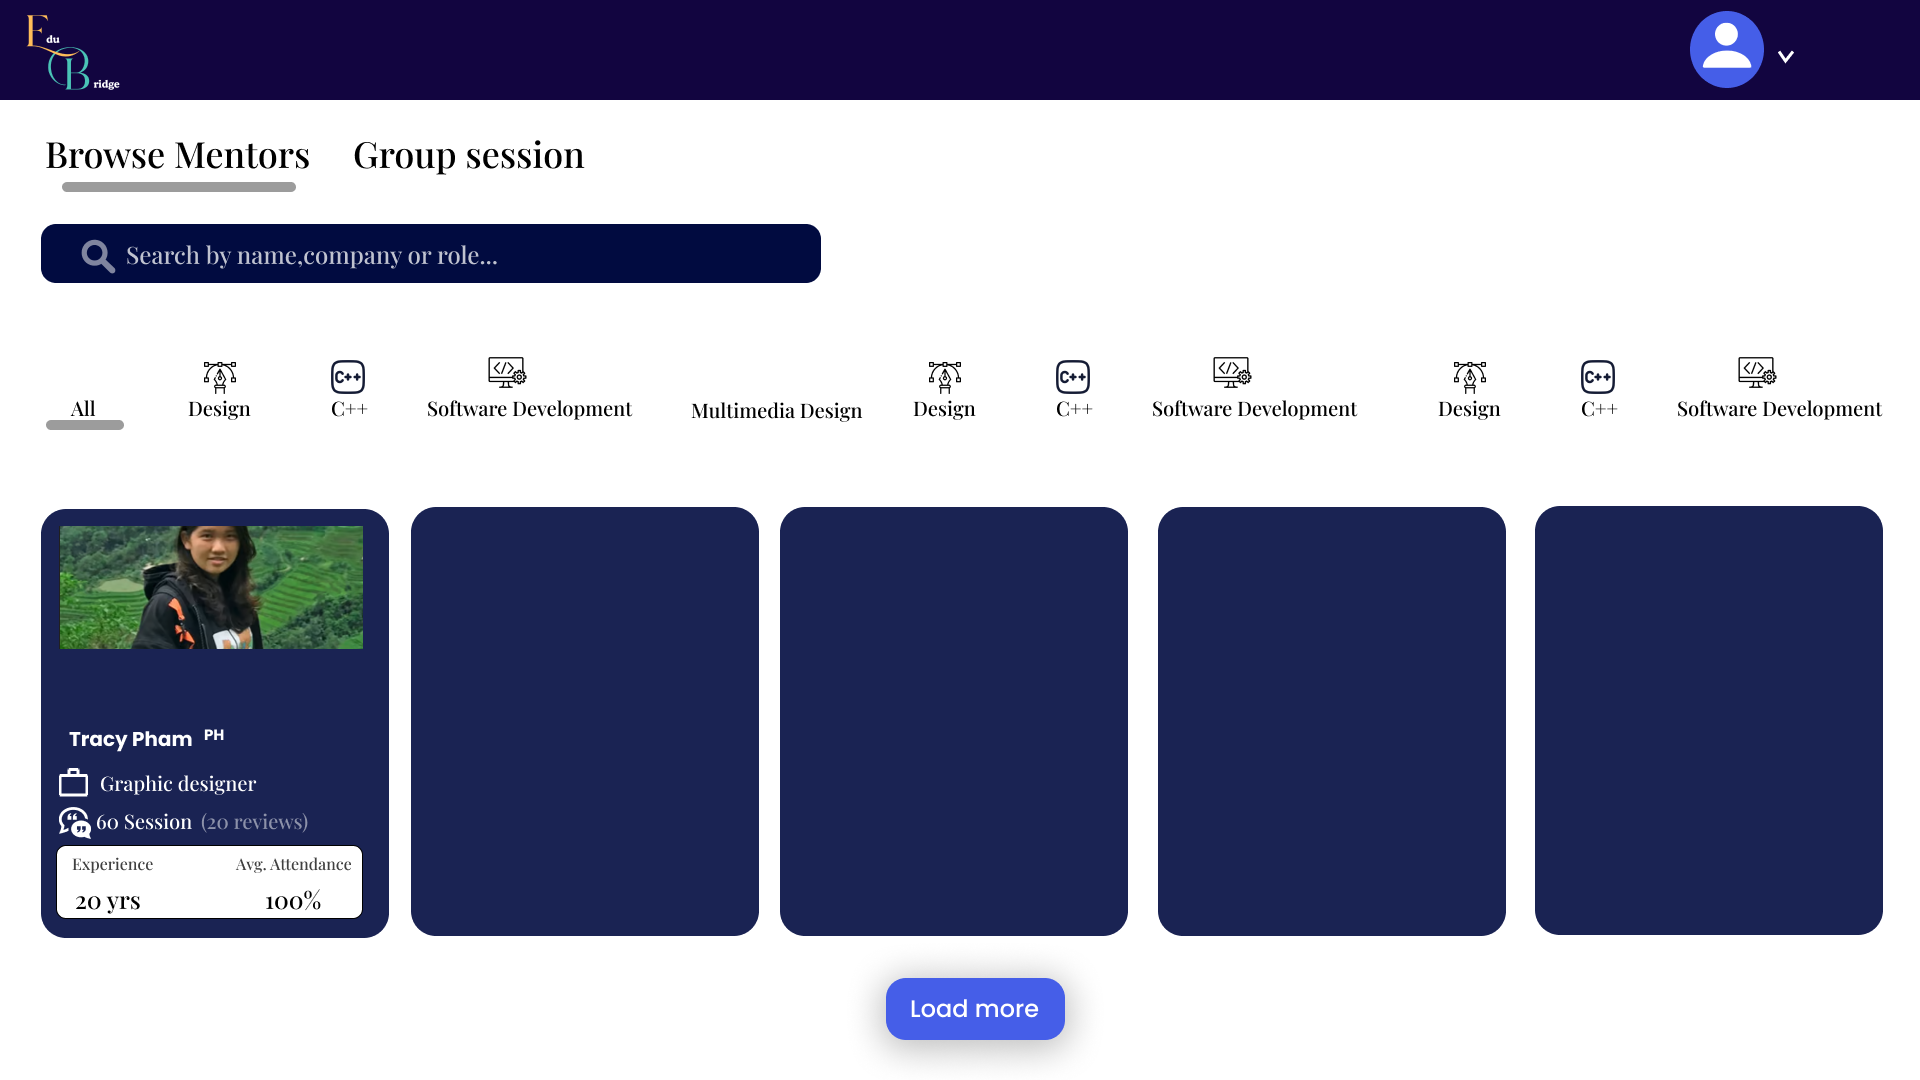 Edu
Bridge
Browse Mentors Group session
Search by name,company or role...
All Design C++ Software Development Multimedia Design Design C++ Software Development Design C++ Software Development
Tracy Pham PH
Graphic designer
60 Session (20 reviews)
Experience Avg. Attendance
20 yrs 100%
Load more